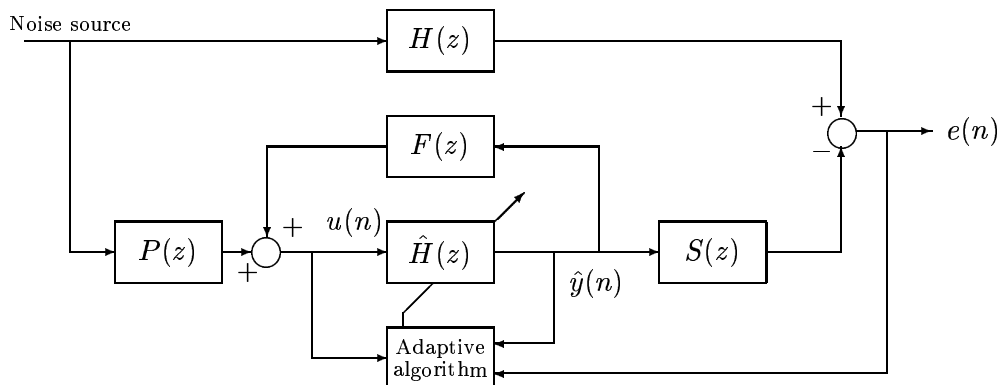 Noise source
H(z)
+
e(n)
−
F(z)
+
u(n)
P(z)
+
Ĥ(z)
S(z)
ŷ(n)
Adaptive
algorithm